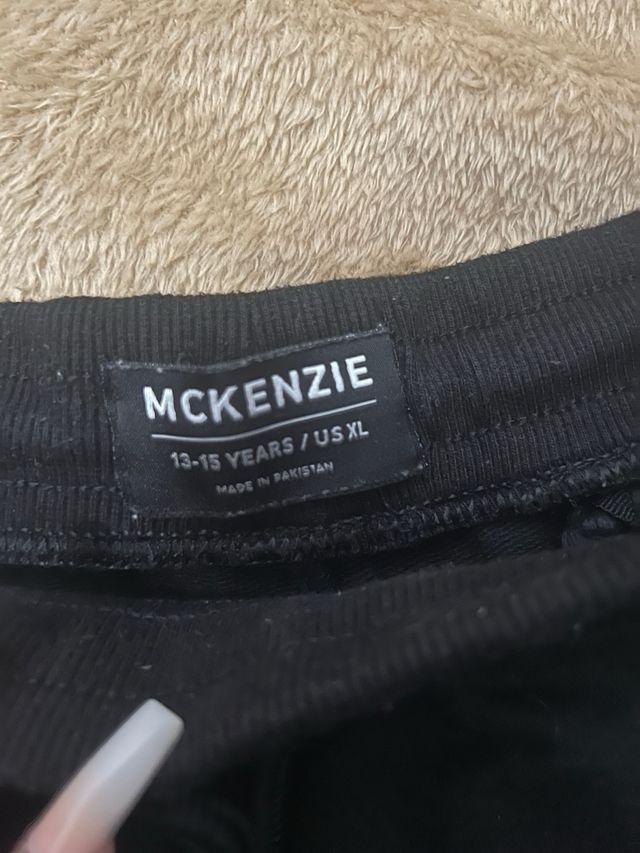 MCKENZIE
13-15 YEARS / US XL
MADE IN PAKISTAN